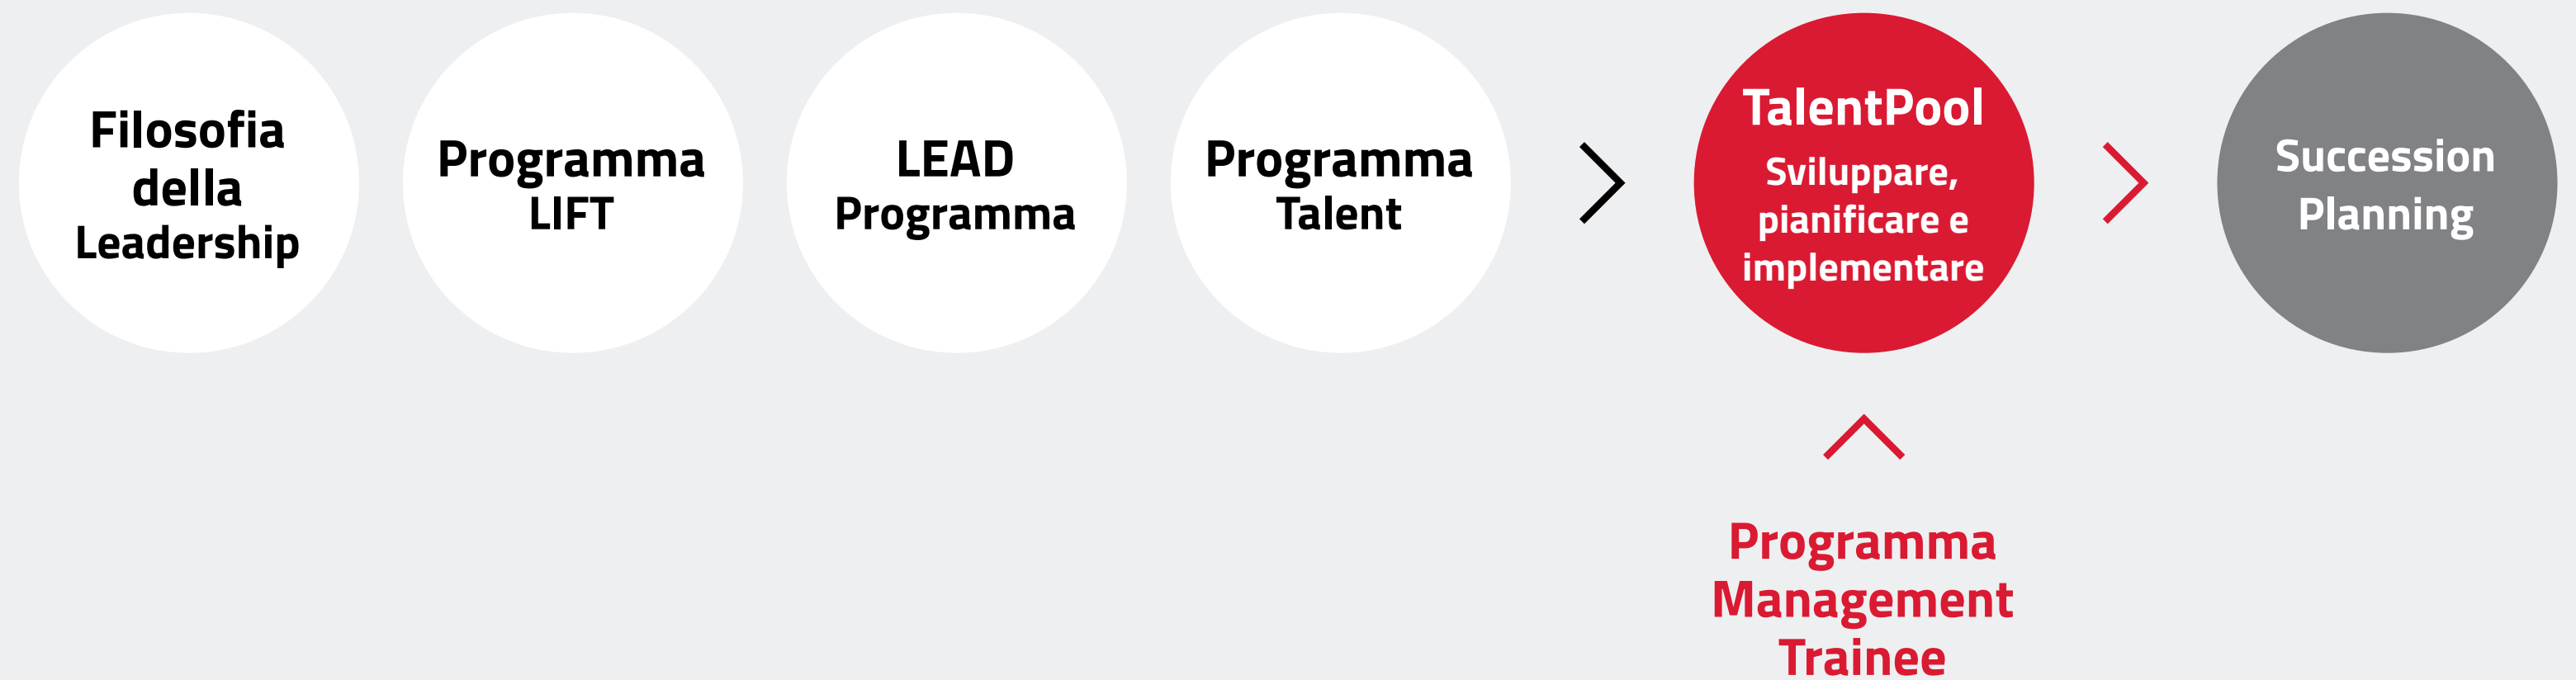 Filosofia
della
Leadership
Programma
LIFT
LEAD
Programma
Programma
Talent
TalentPool
Sviluppare,
pianificare e
implementare
Succession
Planning
Programma
Management
Trainee